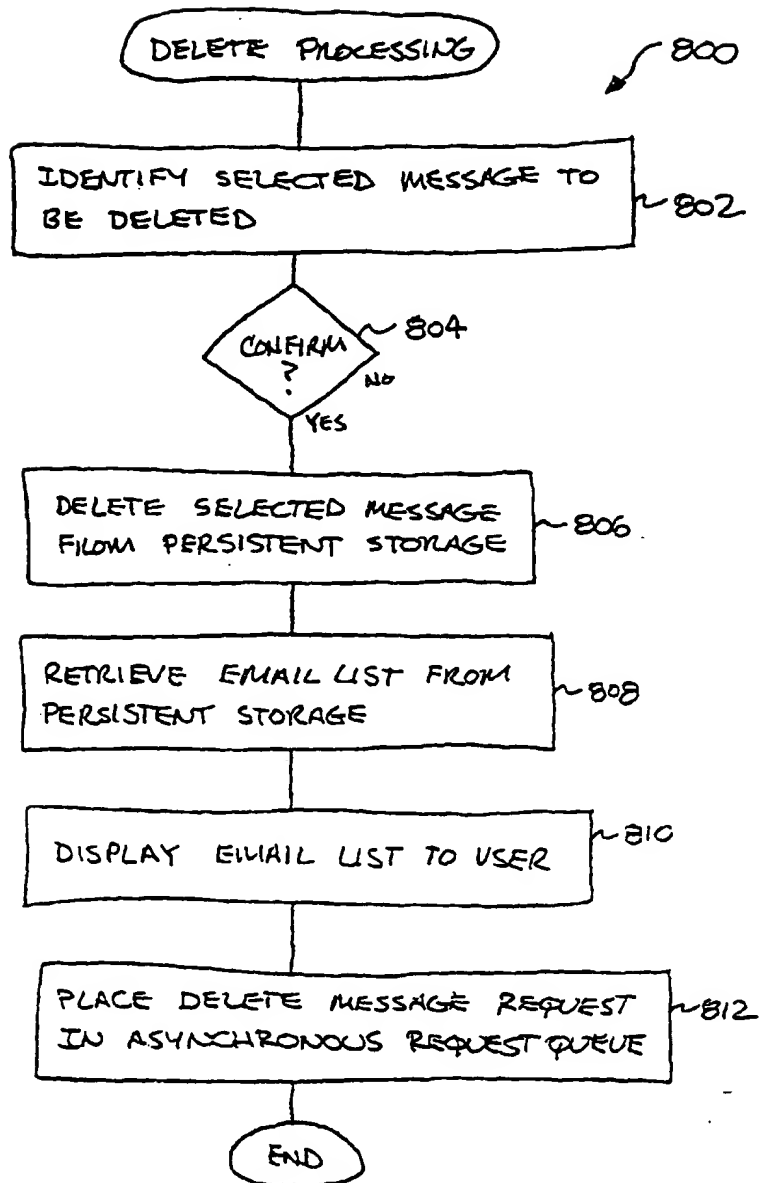 DELETE PROCESSING
800
IDENTIFY SELECTED MESSAGE TO
BE DELETED
802
CONFIRM
?
804
NO
YES
DELETE SELECTED MESSAGE
FROM PERSISTENT STORAGE
806
RETRIEVE EMAIL LIST FROM
PERSISTENT STORAGE
808
DISPLAY EMAIL LIST TO USER
810
PLACE DELETE MESSAGE REQUEST
IN ASYNCHRONOUS REQUEST QUEUE
812
END